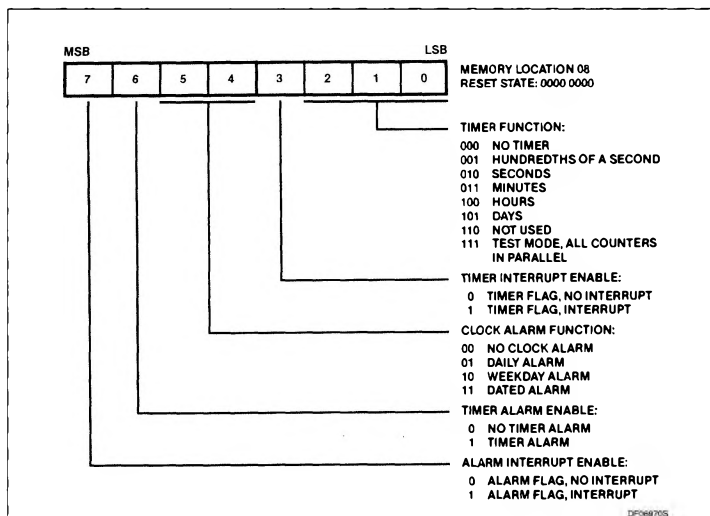 MSB LSB
7 6 5 4 3 2 1 0
MEMORY LOCATION 08
RESET STATE: 0000 0000
TIMER FUNCTION:
000 NO TIMER
001 HUNDREDTHS OF A SECOND
010 SECONDS
011 MINUTES
100 HOURS
101 DAYS
110 NOT USED
111 TEST MODE, ALL COUNTERS
IN PARALLEL
TIMER INTERRUPT ENABLE:
0 TIMER FLAG, NO INTERRUPT
1 TIMER FLAG, INTERRUPT
CLOCK ALARM FUNCTION:
00 NO CLOCK ALARM
01 DAILY ALARM
10 WEEKDAY ALARM
11 DATED ALARM
TIMER ALARM ENABLE:
0 NO TIMER ALARM
1 TIMER ALARM
ALARM INTERRUPT ENABLE:
0 ALARM FLAG, NO INTERRUPT
1 ALARM FLAG, INTERRUPT